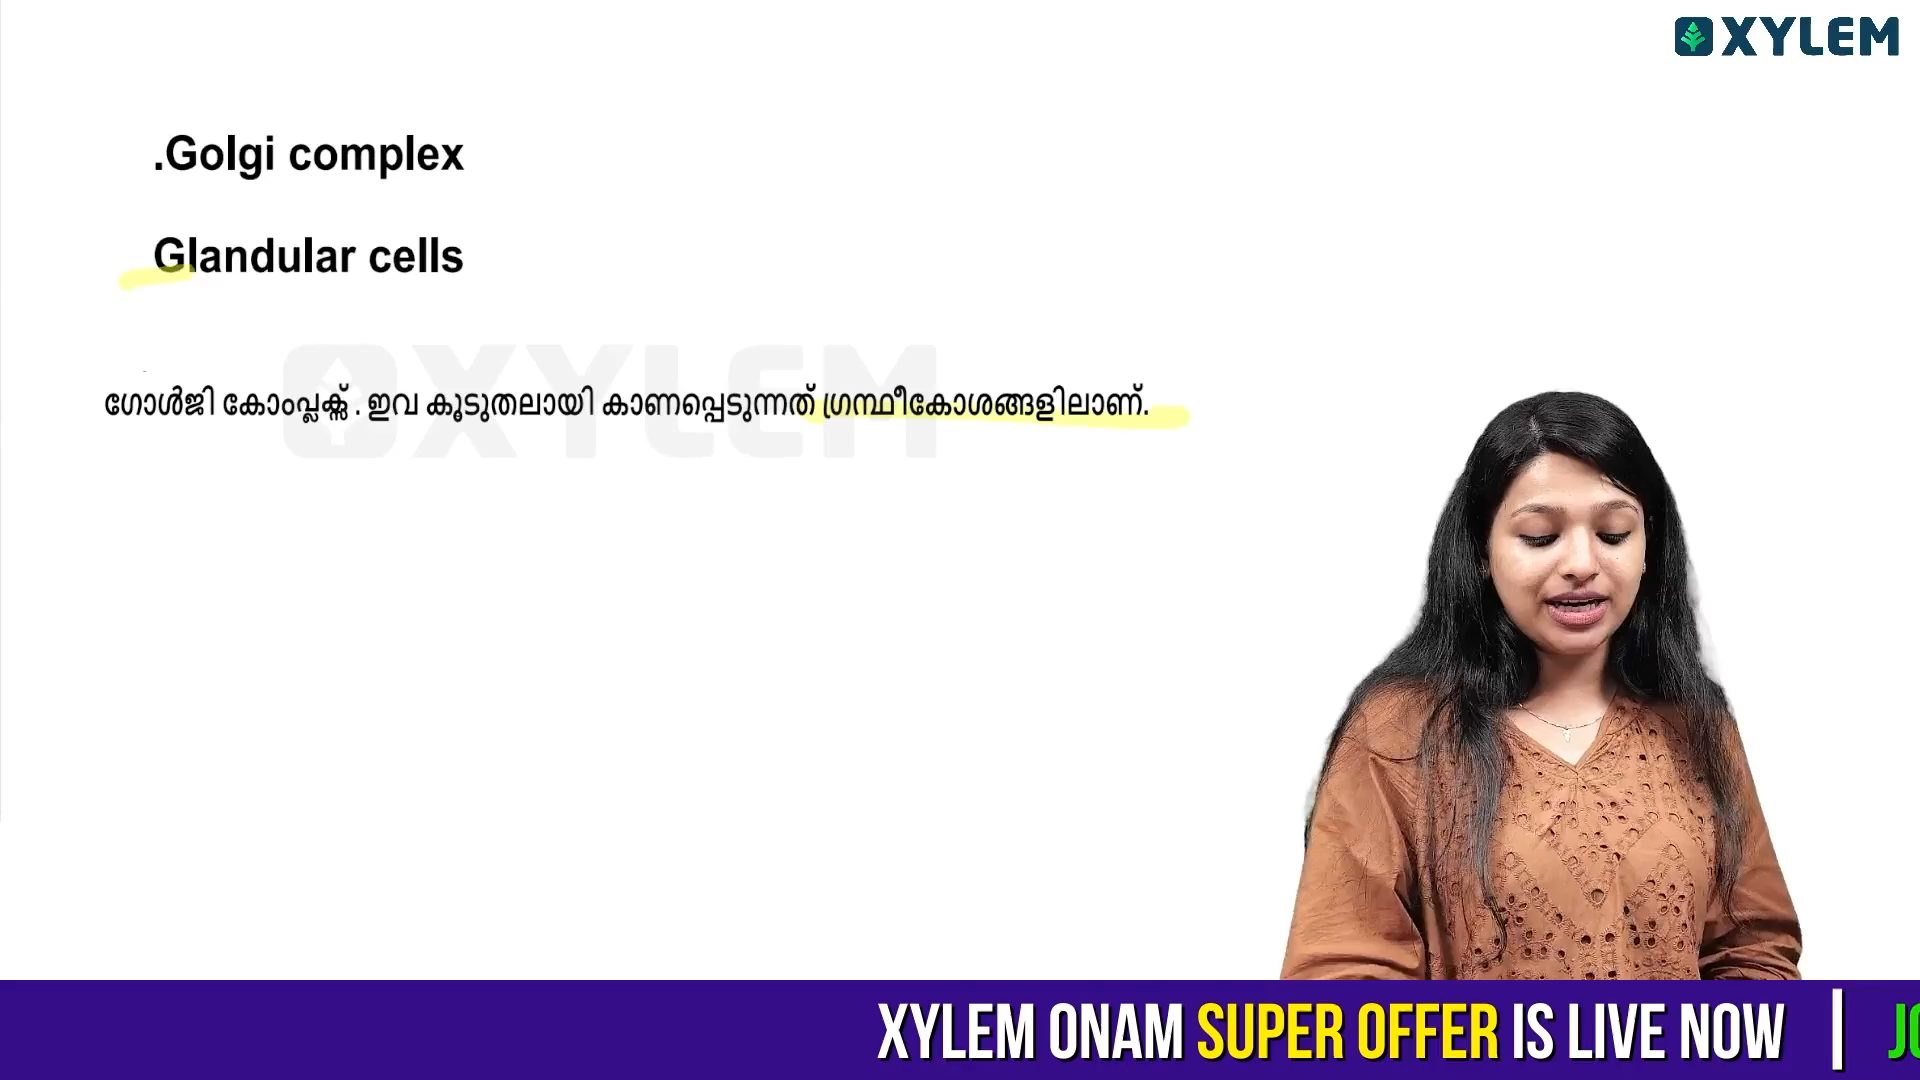 XYLEM
.Golgi complex
Glandular cells
XYLEM
ഗോൾജി കോംപ്ലക്സ് . ഇവ കൂടുതലായി കാണപ്പെടുന്നത് ഗ്രന്ഥീകോശങ്ങളിലാണ്.
XYLEM ONAM SUPER OFFER IS LIVE NOW |